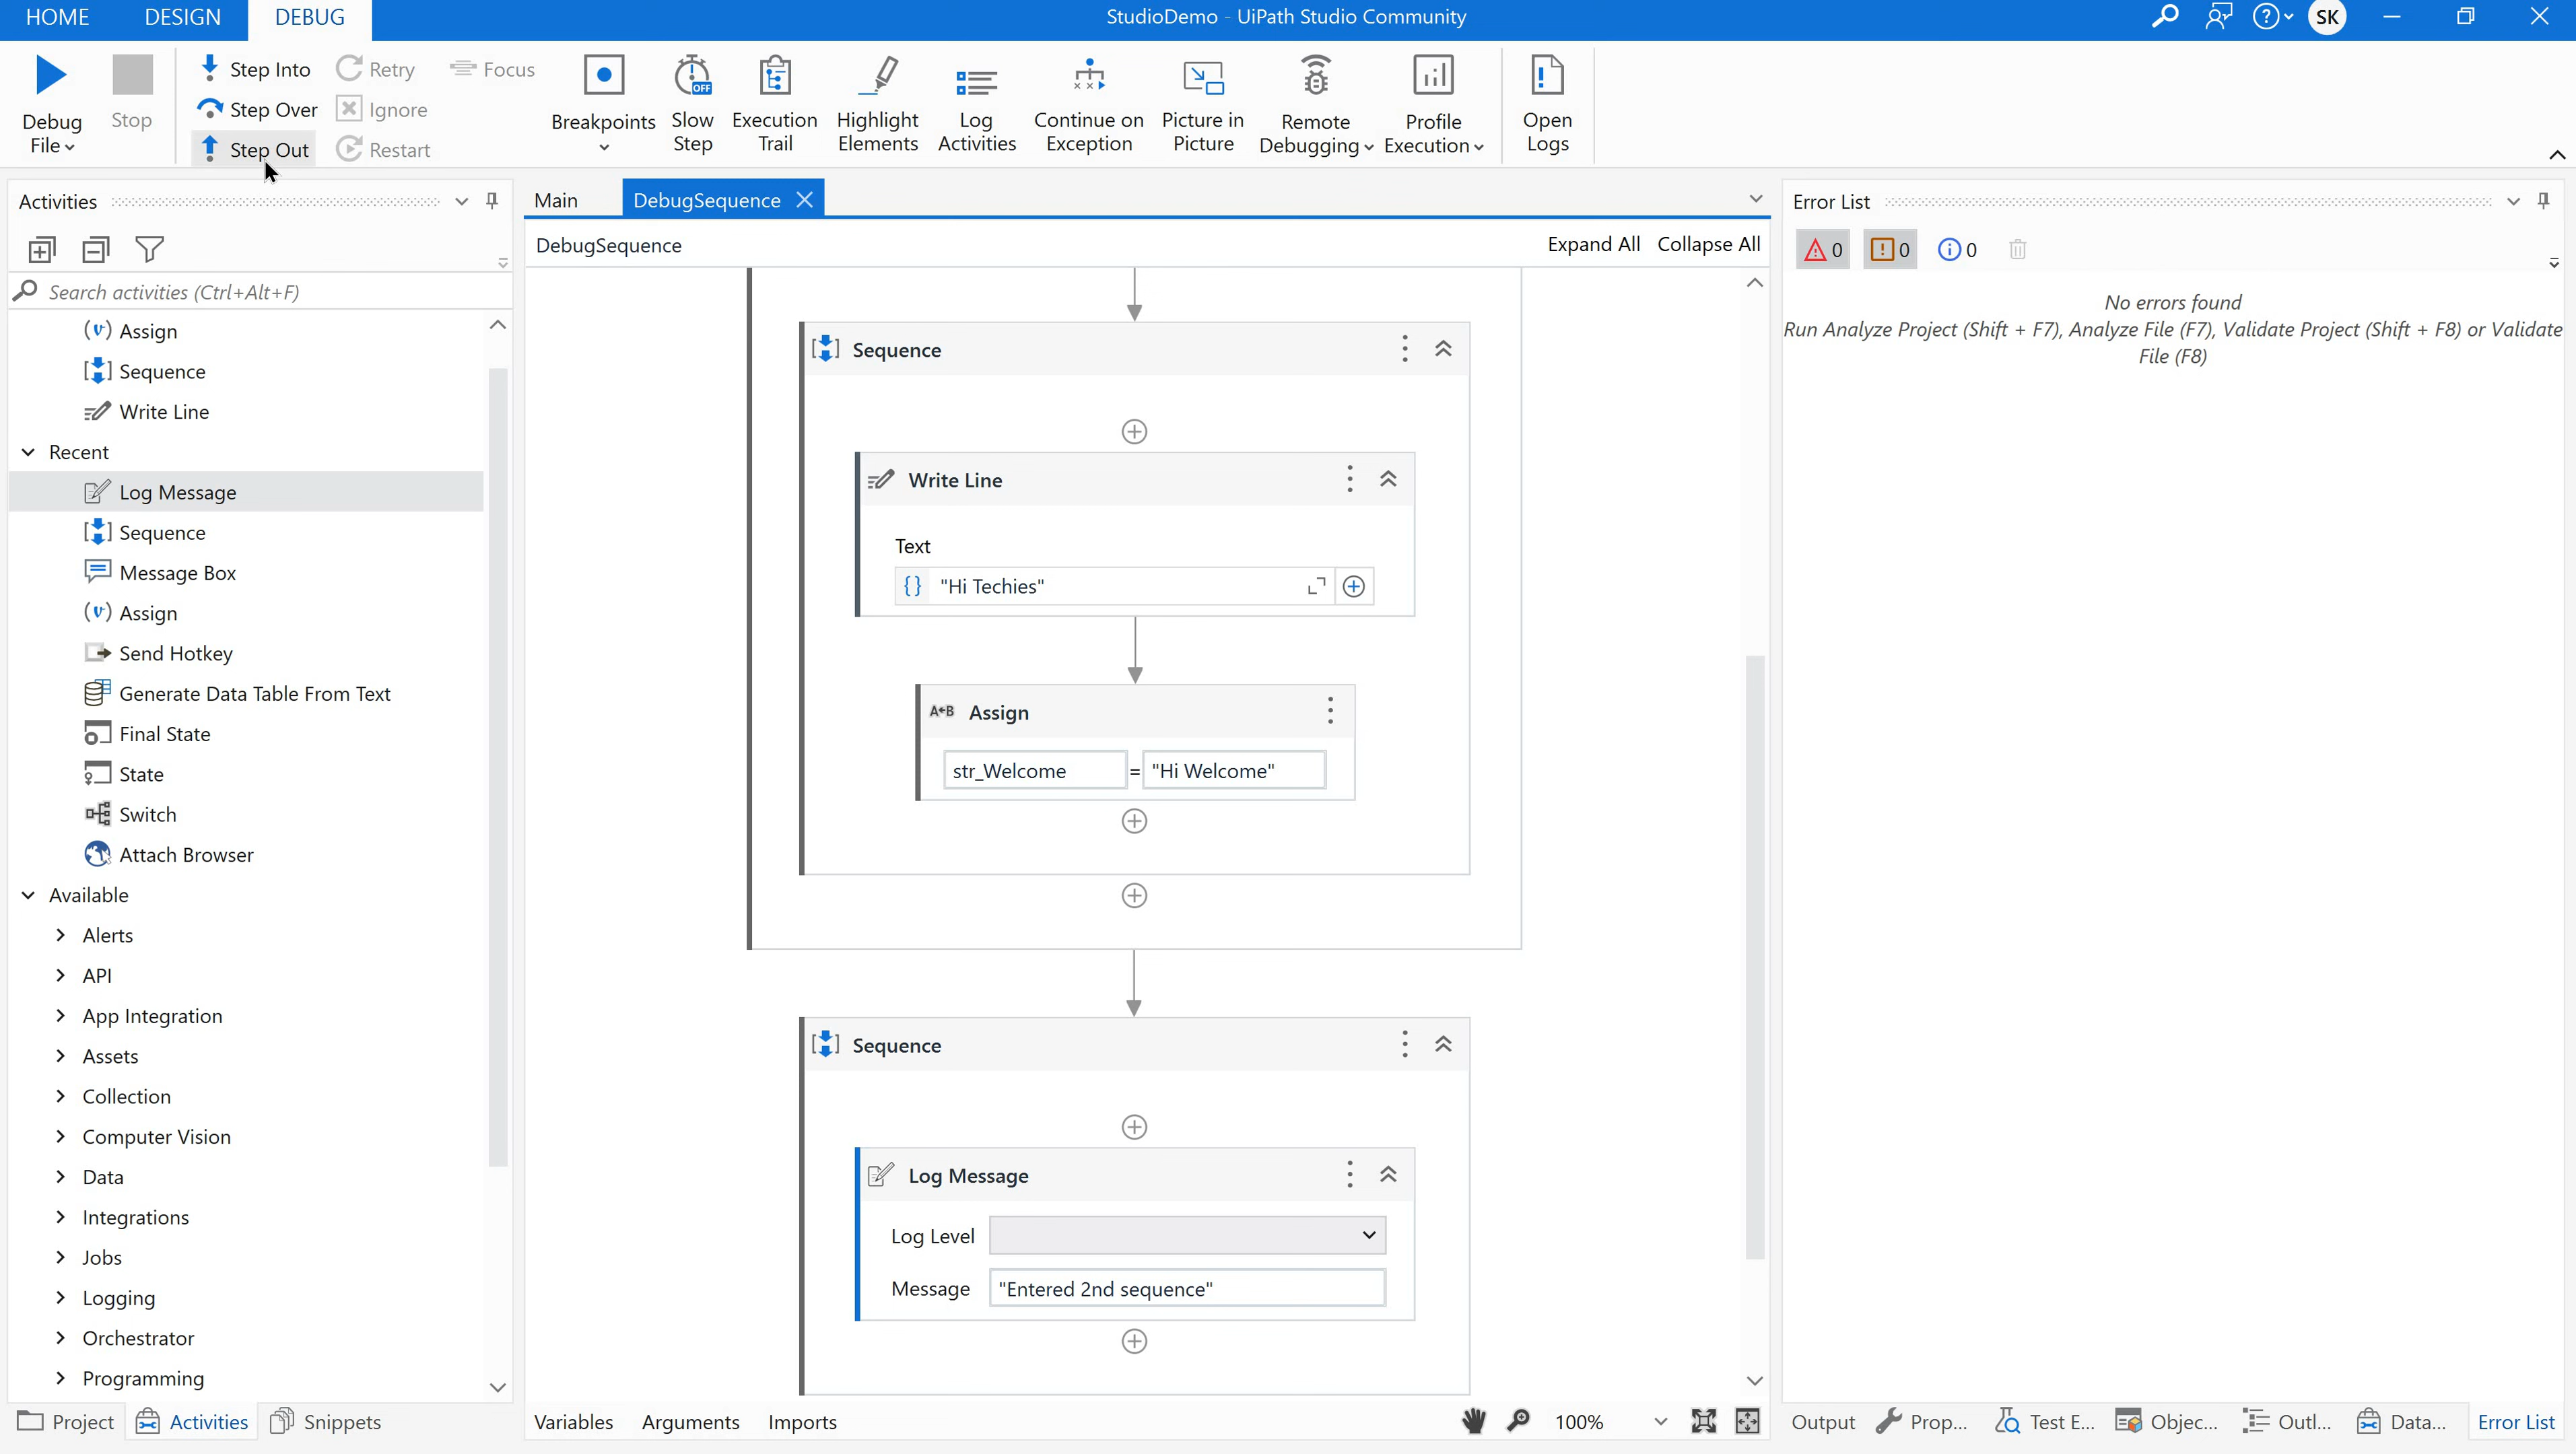 HOME DESIGN DEBUG StudioDemo - UiPath Studio Community SK
Step Into Retry Focus
Step Over Ignore
Step Out Restart
Debug
File
Stop
Breakpoints
Slow
Step
OFF
Execution
Trail
Highlight
Elements
Log
Activities
Continue on
Exception
Picture in
Picture
Remote
Debugging
Profile
Execution
Open
Logs
Activities
Search activities (Ctrl+Alt+F)
Assign
Sequence
Write Line
Recent
Log Message
Sequence
Message Box
Assign
Send Hotkey
Generate Data Table From Text
Final State
State
Switch
Attach Browser
Available
Alerts
API
App Integration
Assets
Collection
Computer Vision
Data
Integrations
Jobs
Logging
Orchestrator
Programming
Project Activities Snippets
Main DebugSequence
DebugSequence Expand All Collapse All
Sequence
Write Line
Text
{} "Hi Techies"
A←B Assign
str_Welcome = "Hi Welcome"
Sequence
Log Message
Log Level
Message "Entered 2nd sequence"
Variables Arguments Imports 100%
Error List
0 0 0
No errors found
Run Analyze Project (Shift + F7), Analyze File (F7), Validate Project (Shift + F8) or Validate
File (F8)
Output Prop... Test E... Objec... Outl... Data... Error List